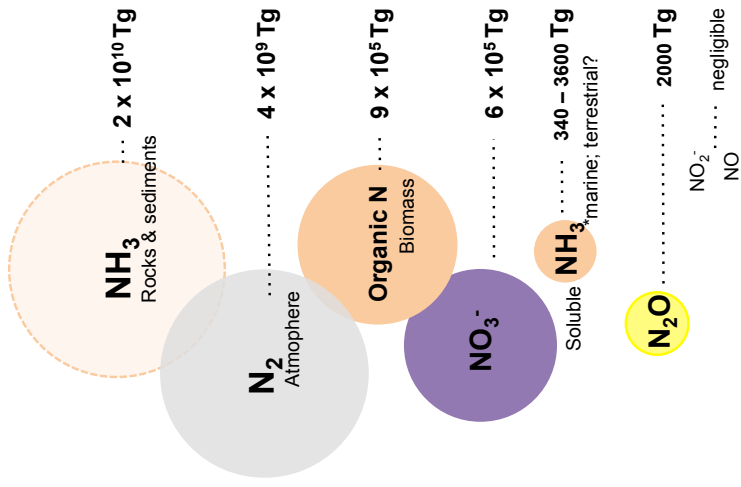 NH₃
Rocks & sediments
2 x 10¹⁰ Tg
N₂
Atmophere
4 x 10⁹ Tg
Organic N
Biomass
9 x 10⁵ Tg
NO₃⁻
6 x 10⁵ Tg
Soluble
NH₃
*marine; terrestrial?
340 – 3600 Tg
N₂O
2000 Tg
NO₂⁻
NO
negligible